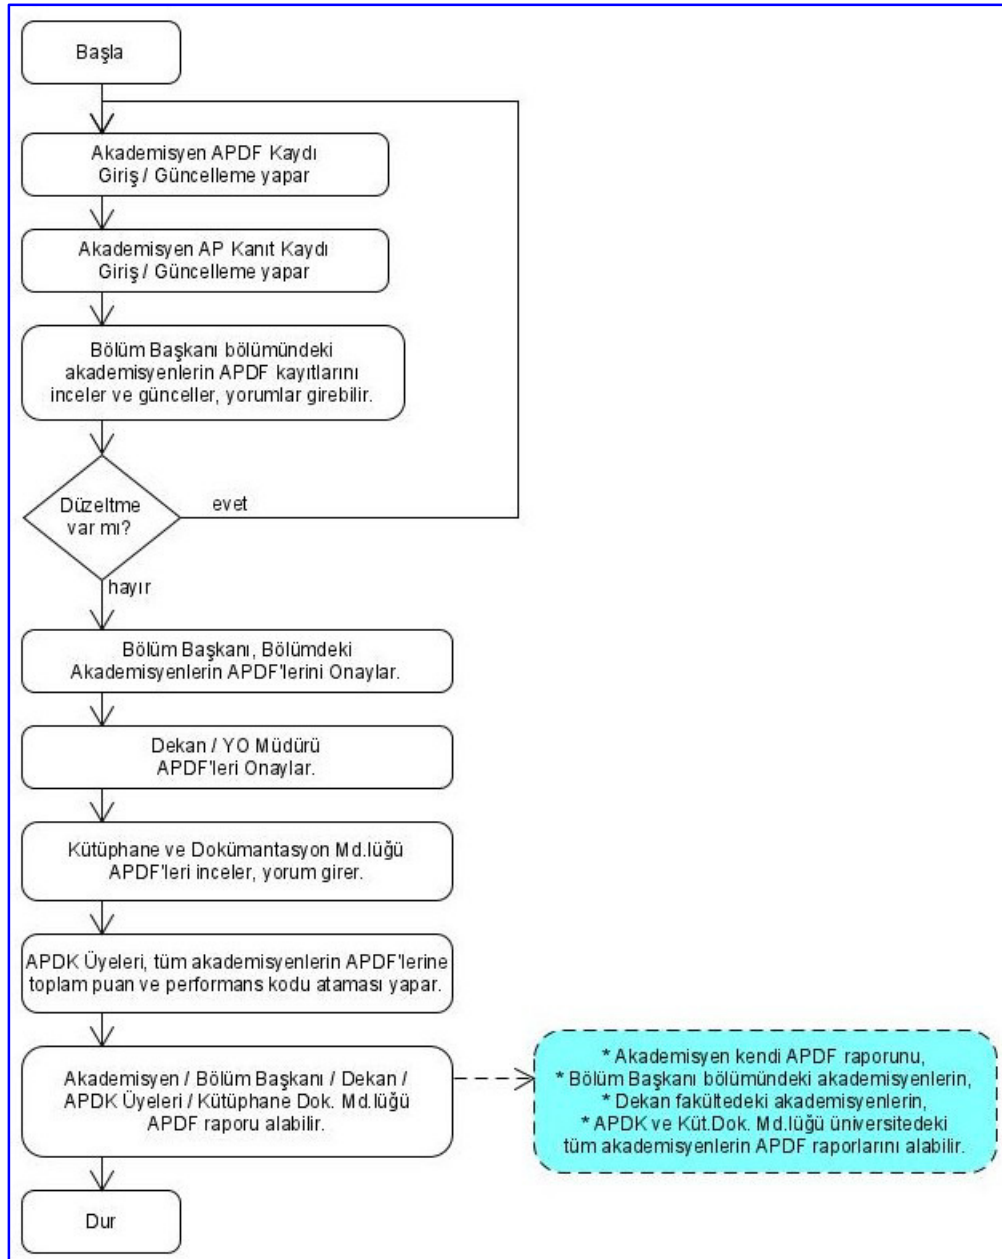 Başla
Akademisyen APDF Kaydı
Giriş / Güncelleme yapar
Akademisyen AP Kanıt Kaydı
Giriş / Güncelleme yapar
Bölüm Başkanı bölümündeki
akademisyenlerin APDF kayıtlarını
inceler ve günceller, yorumlar girebilir.
Düzeltme
var mı?
evet
hayır
Bölüm Başkanı, Bölümdeki
Akademisyenlerin APDF'lerini Onaylar.
Dekan / YO Müdürü
APDF'leri Onaylar.
Kütüphane ve Dokümantasyon Md.lüğü
APDF'leri inceler, yorum girer.
APDK Üyeleri, tüm akademisyenlerin APDF'lerine
toplam puan ve performans kodu ataması yapar.
Akademisyen / Bölüm Başkanı / Dekan /
APDK Üyeleri / Kütüphane Dok. Md.lüğü
APDF raporu alabilir.
* Akademisyen kendi APDF raporunu,
* Bölüm Başkanı bölümündeki akademisyenlerin,
* Dekan fakültedeki akademisyenlerin,
* APDK ve Küt.Dok. Md.lüğü üniversitedeki
tüm akademisyenlerin APDF raporlarını alabilir.
Dur